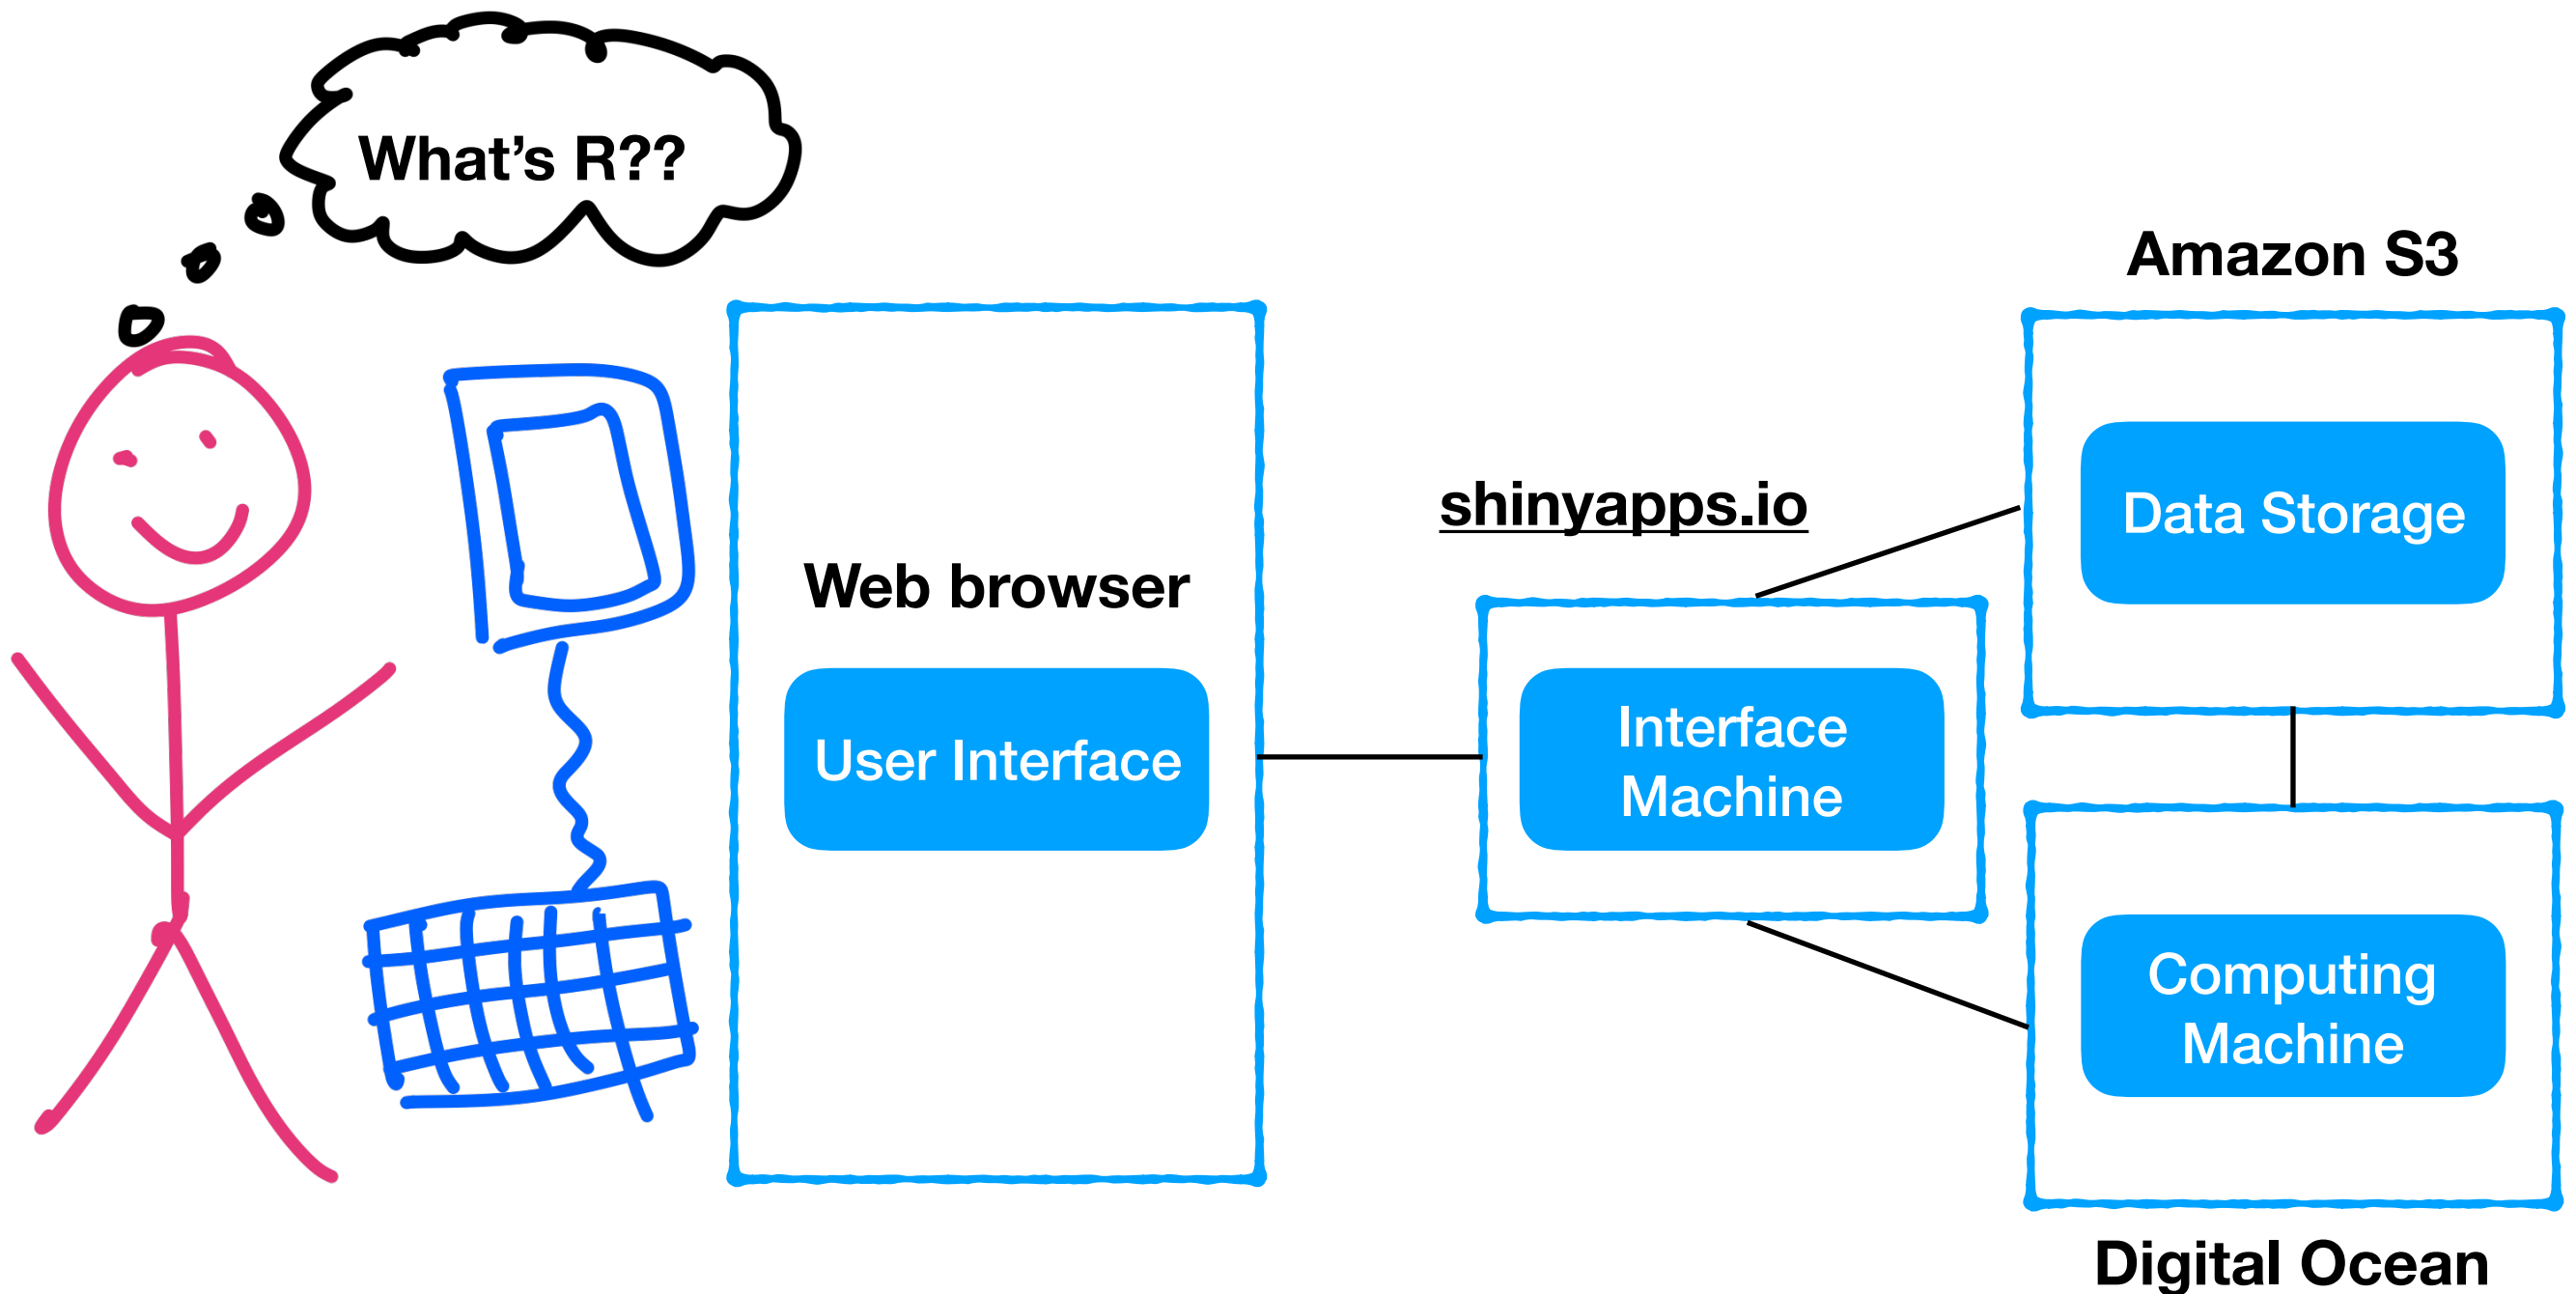 What’s R??
Amazon S3
Data Storage
shinyapps.io
Web browser
User Interface
Interface
Machine
Computing
Machine
Digital Ocean